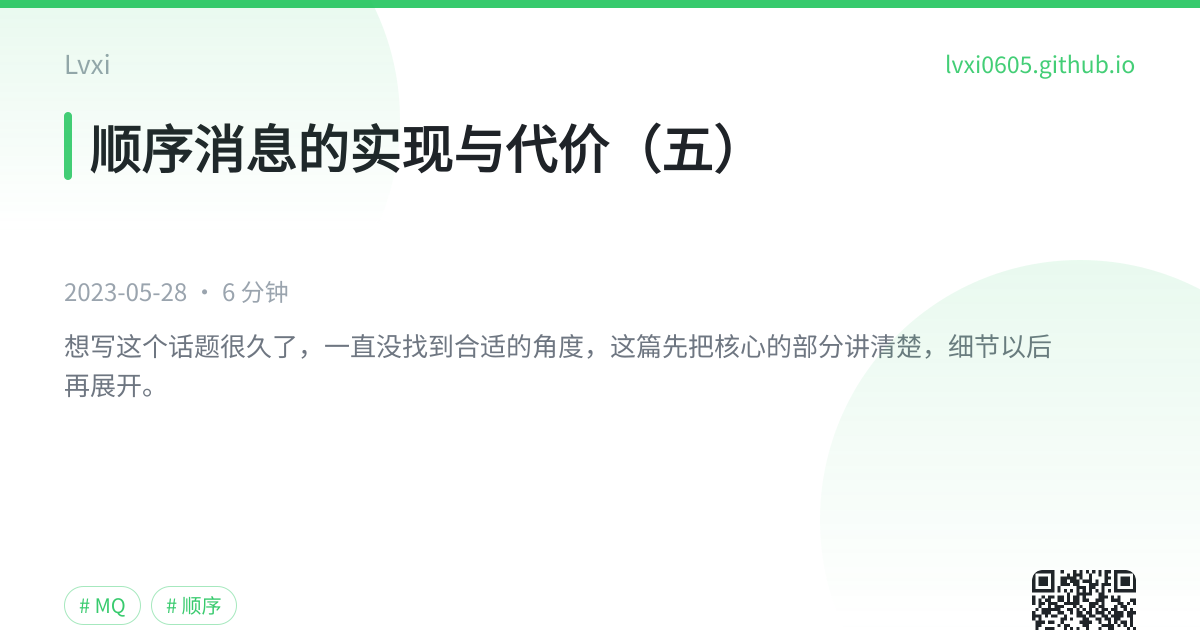 Lvxi
lvxi0605.github.io
顺序消息的实现与代价（五）
2023-05-28 · 6 分钟
想写这个话题很久了，一直没找到合适的角度，这篇先把核心的部分讲清楚，细节以后
再展开。
# MQ
# 顺序